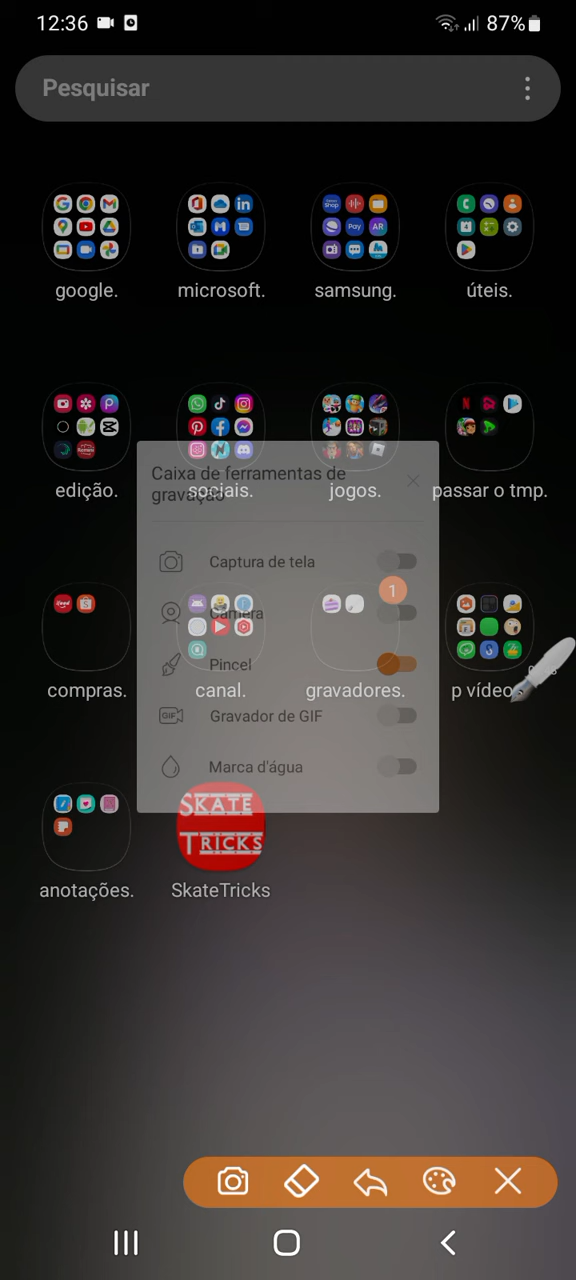 12:36 87%
Pesquisar
google. microsoft. samsung. úteis.
Caixa de ferramentas de
gravação
edição. sociais. jogos. passar o tmp.
Captura de tela
1
Câmera
Pincel
compras. canal. gravadores. p vídeo
GIF Gravador de GIF
Marca d'água
SKATE
TRICKS
anotações. SkateTricks